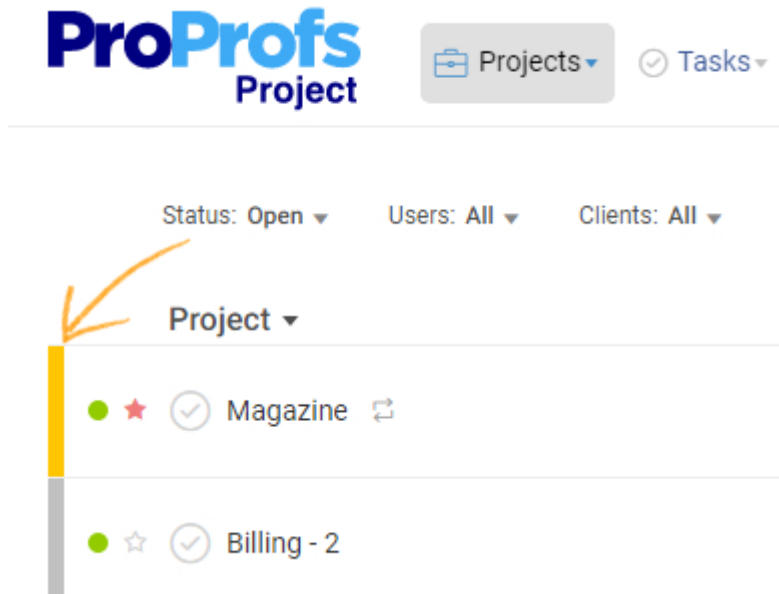 ProProfs
Project
Projects
Tasks
Status: Open
Users: All
Clients: All
Project
Magazine
Billing - 2